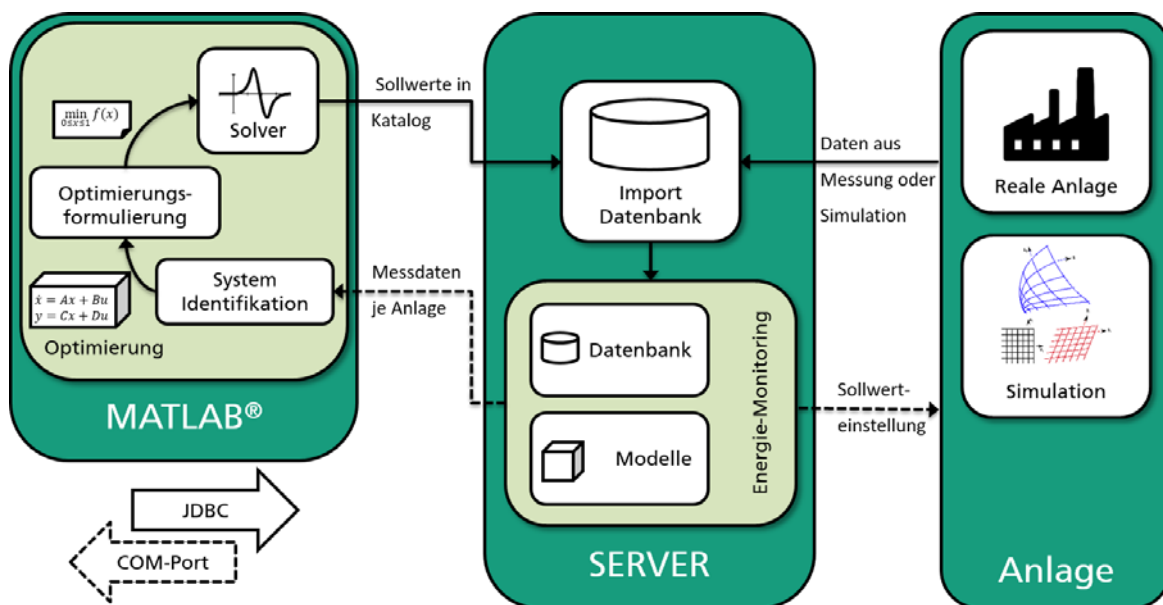 Solver
min f(x)
0≤x≤1
Optimierungs-
formulierung
System
Identifikation
ẋ = Ax + Bu
y = Cx + Du
Optimierung
MATLAB®
JDBC
COM-Port
Sollwerte in
Katalog
Messdaten
je Anlage
Import
Datenbank
Datenbank
Modelle
Energie-Monitoring
SERVER
Daten aus
Messung oder
Simulation
Sollwert-
einstellung
Reale Anlage
Simulation
Anlage